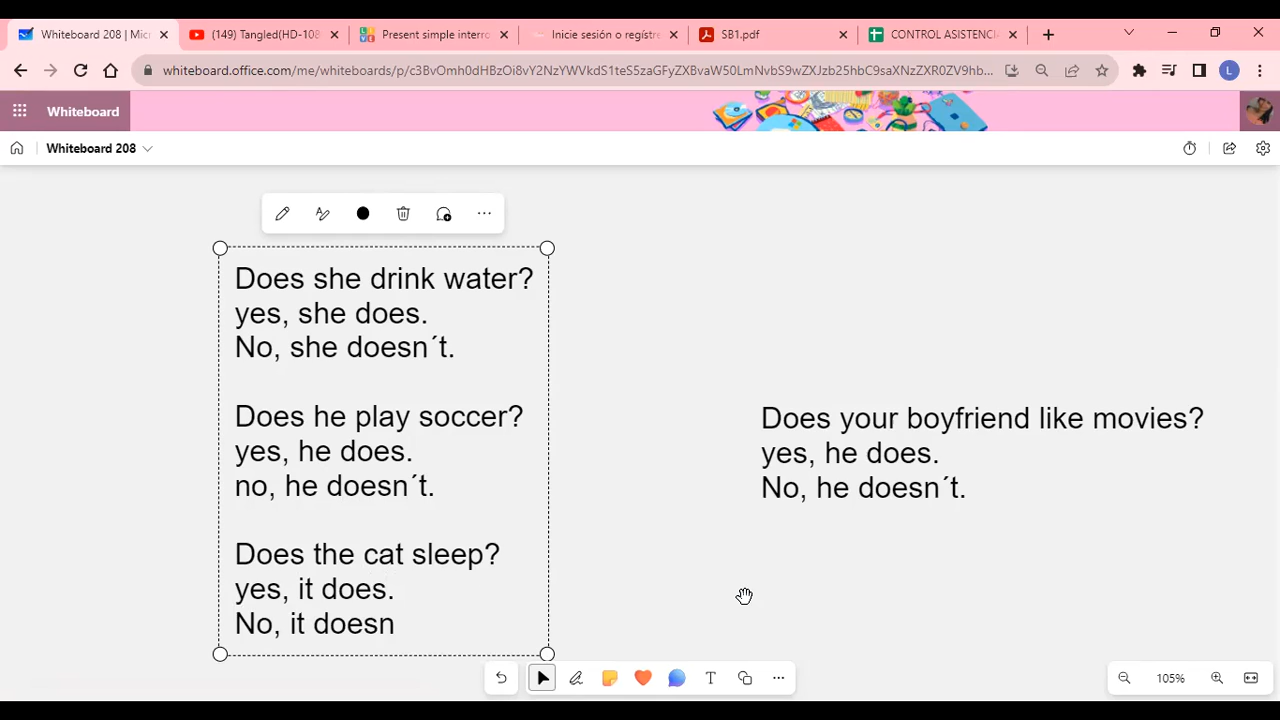 Whiteboard 208 | Mic
(149) Tangled(HD-108
Present simple interro
Inicie sesión o regístre
SB1.pdf
CONTROL ASISTENCI
whiteboard.office.com/me/whiteboards/p/c3BvOmh0dHBzOi8vY2NzYWVkdS1teS5zaGFyZXBvaW50LmNvbS9wZXJzb25hbC9saXNzZXR0ZV9hb...
L
Whiteboard
Whiteboard 208
Does she drink water?
yes, she does.
No, she doesn´t.
Does he play soccer?
yes, he does.
no, he doesn´t.
Does the cat sleep?
yes, it does.
No, it doesn
Does your boyfriend like movies?
yes, he does.
No, he doesn´t.
105%